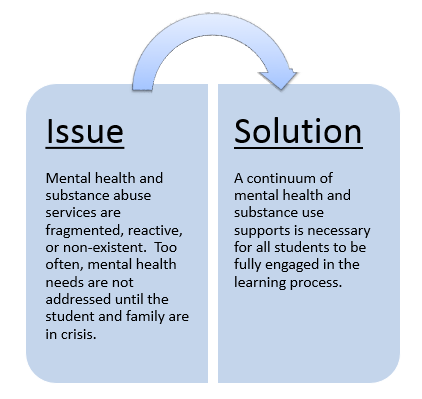 Issue
Mental health and
substance abuse
services are
fragmented, reactive,
or non-existent.  Too
often, mental health
needs are not
addressed until the
student and family are
in crisis.
Solution
A continuum of
mental health and
substance use
supports is necessary
for all students to be
fully engaged in the
learning process.